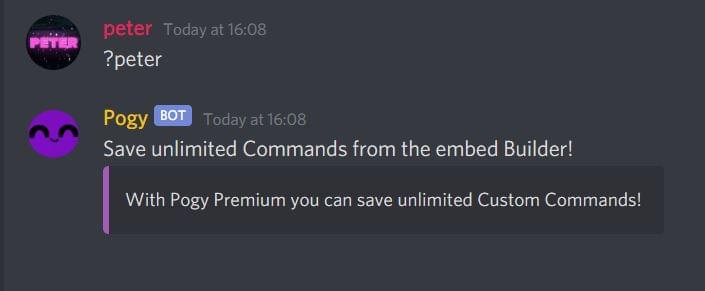 PETER
peter Today at 16:08
?peter
Pogy BOT Today at 16:08
Save unlimited Commands from the embed Builder!
With Pogy Premium you can save unlimited Custom Commands!